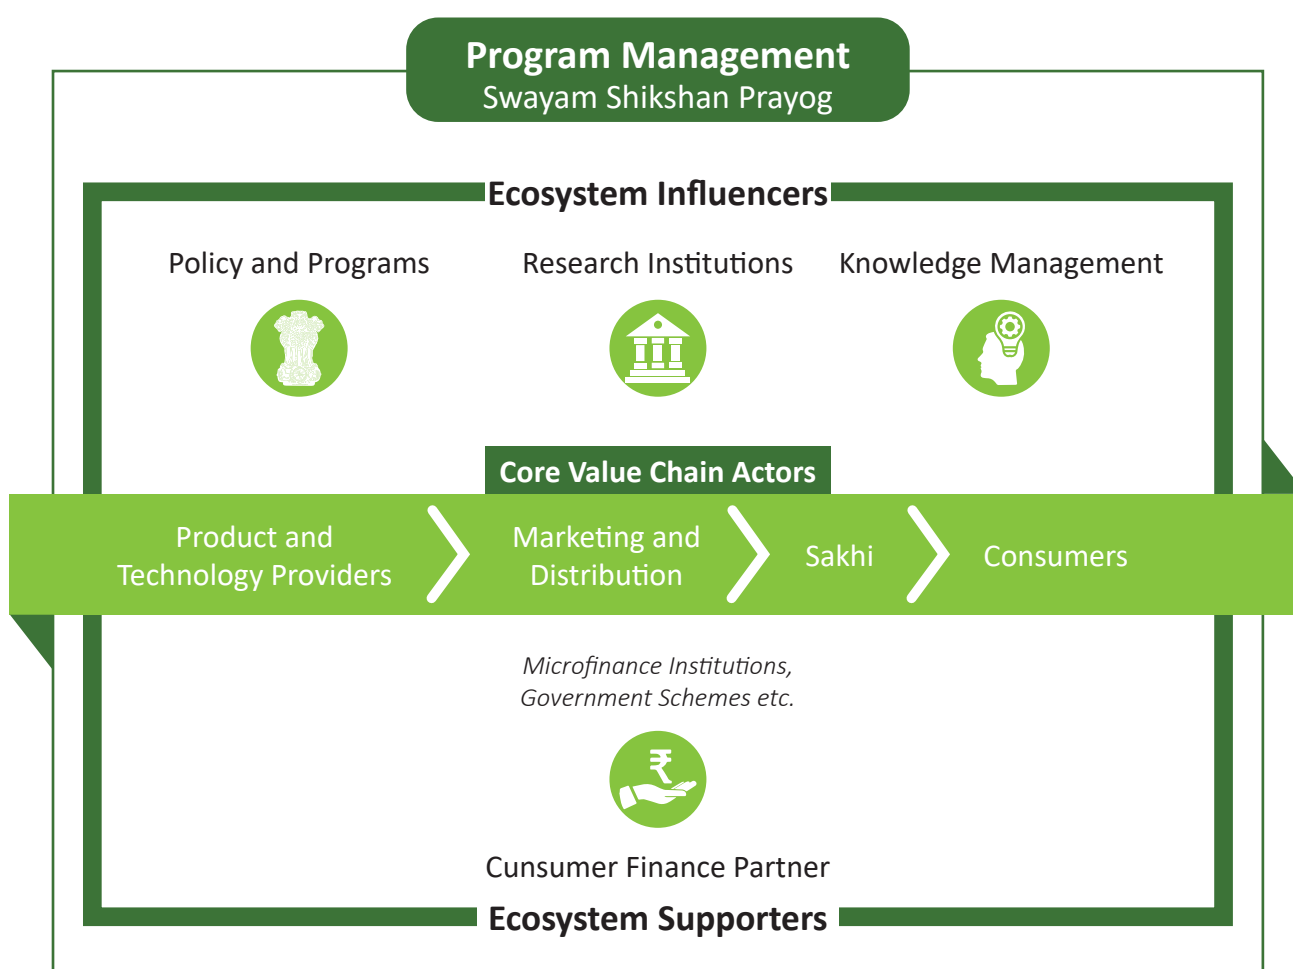 Program Management
Swayam Shikshan Prayog
Ecosystem Influencers
Policy and Programs
Research Institutions
Knowledge Management
Core Value Chain Actors
Product and
Technology Providers
Marketing and
Distribution
Sakhi
Consumers
Microfinance Institutions,
Government Schemes etc.
₹
Cunsumer Finance Partner
Ecosystem Supporters